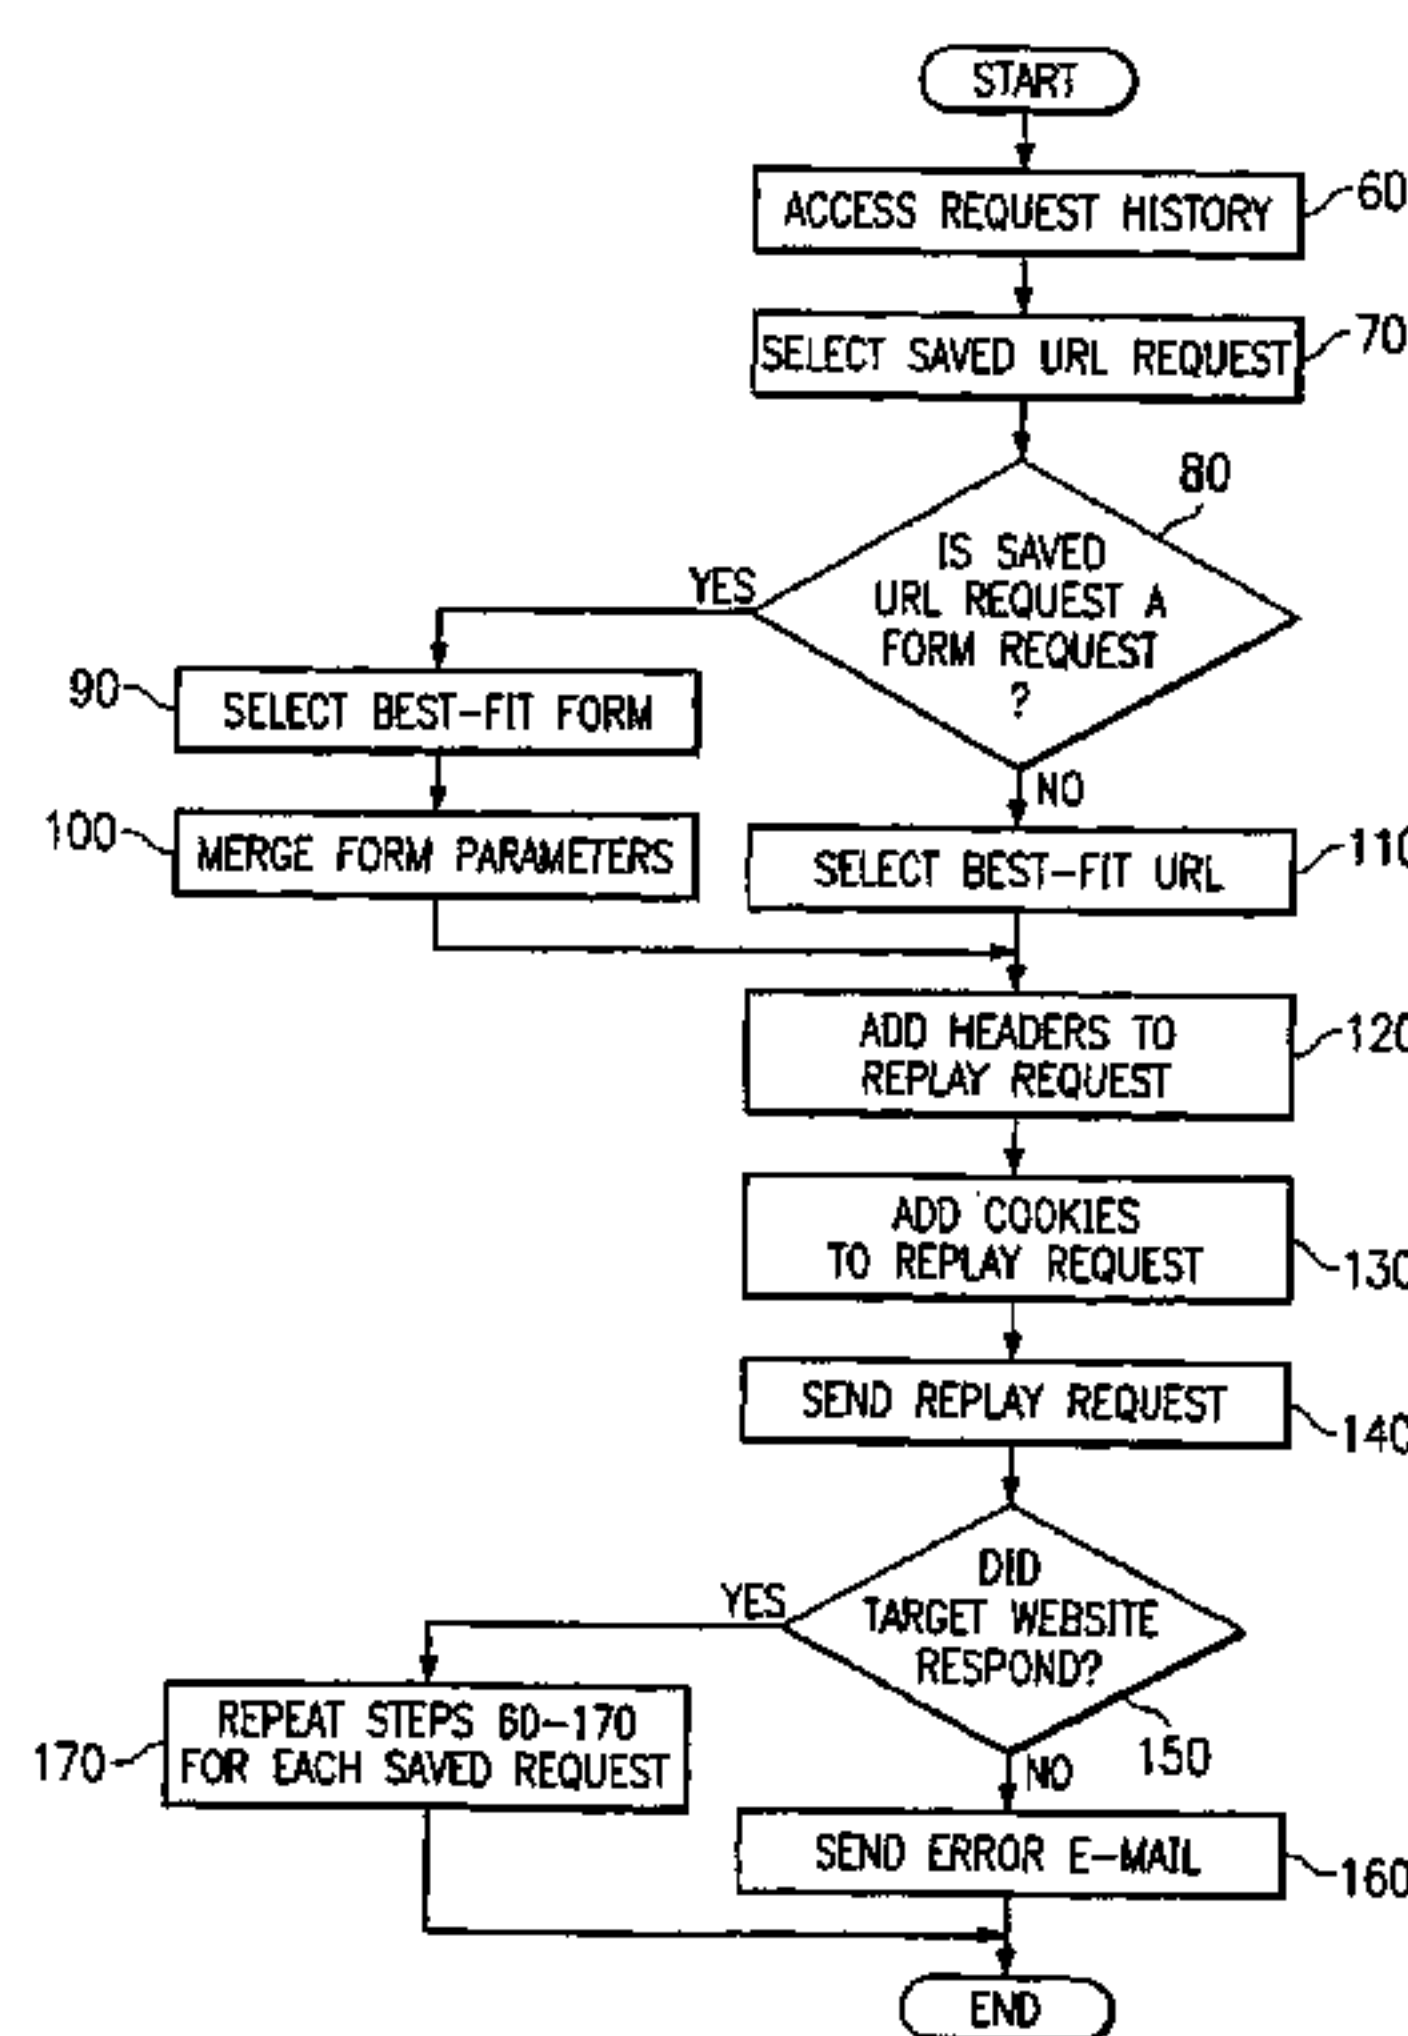 START
ACCESS REQUEST HISTORY
60
SELECT SAVED URL REQUEST
70
80
IS SAVED
URL REQUEST A
FORM REQUEST
?
YES
NO
90
SELECT BEST-FIT FORM
100
MERGE FORM PARAMETERS
SELECT BEST-FIT URL
110
ADD HEADERS TO
REPLAY REQUEST
120
ADD COOKIES
TO REPLAY REQUEST
130
SEND REPLAY REQUEST
140
DID
TARGET WEBSITE
RESPOND?
YES
150
NO
170
REPEAT STEPS 60-170
FOR EACH SAVED REQUEST
SEND ERROR E-MAIL
160
END